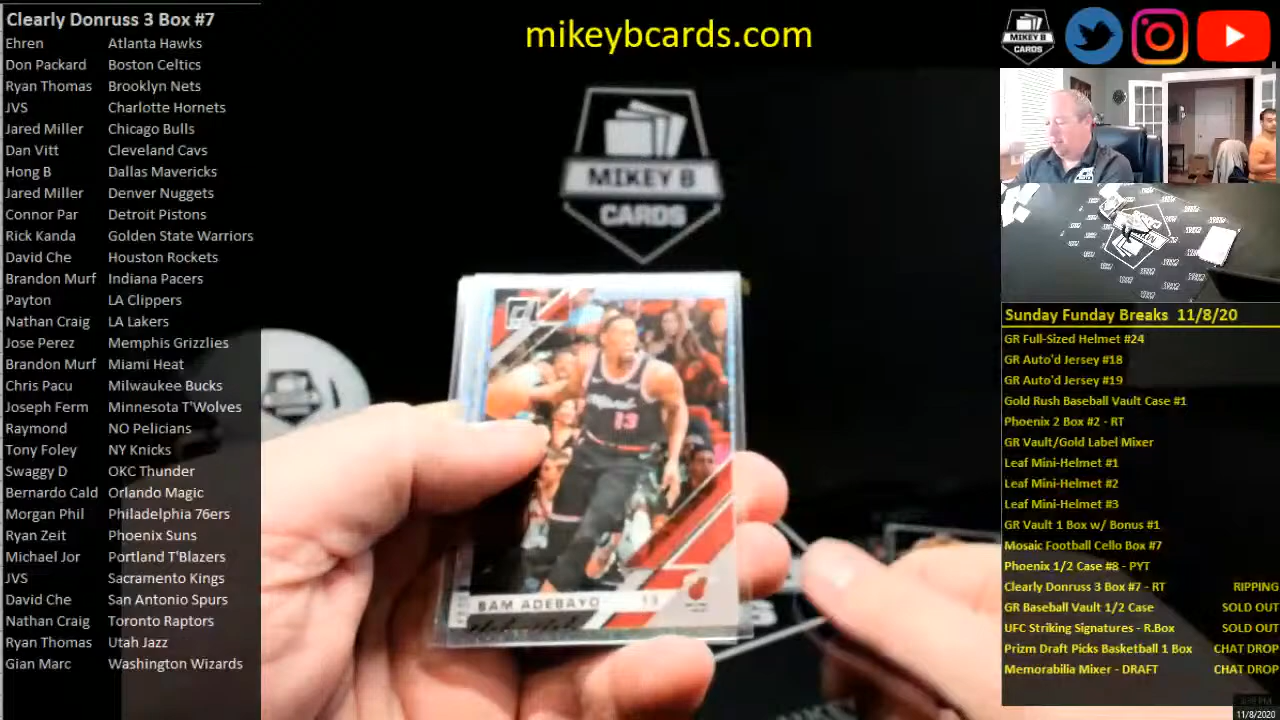 Clearly Donruss 3 Box #7
Ehren Atlanta Hawks
Don Packard Boston Celtics
Ryan Thomas Brooklyn Nets
JVS Charlotte Hornets
Jared Miller Chicago Bulls
Dan Vitt Cleveland Cavs
Hong B Dallas Mavericks
Jared Miller Denver Nuggets
Connor Par Detroit Pistons
Rick Kanda Golden State Warriors
David Che Houston Rockets
Brandon Murf Indiana Pacers
Payton LA Clippers
Nathan Craig LA Lakers
Jose Perez Memphis Grizzlies
Brandon Murf Miami Heat
Chris Pacu Milwaukee Bucks
Joseph Ferm Minnesota T'Wolves
Raymond NO Pelicians
Tony Foley NY Knicks
Swaggy D OKC Thunder
Bernardo Cald Orlando Magic
Morgan Phil Philadelphia 76ers
Ryan Zeit Phoenix Suns
Michael Jor Portland T'Blazers
JVS Sacramento Kings
David Che San Antonio Spurs
Nathan Craig Toronto Raptors
Ryan Thomas Utah Jazz
Gian Marc Washington Wizards
mikeybcards.com
MIKEY B
CARDS
Miami
13
BAM ADEBAYO 13
MIKEY B
CARDS
Sunday Funday Breaks 11/8/20
GR Full-Sized Helmet #24
GR Auto'd Jersey #18
GR Auto'd Jersey #19
Gold Rush Baseball Vault Case #1
Phoenix 2 Box #2 - RT
GR Vault/Gold Label Mixer
Leaf Mini-Helmet #1
Leaf Mini-Helmet #2
Leaf Mini-Helmet #3
GR Vault 1 Box w/ Bonus #1
Mosaic Football Cello Box #7
Phoenix 1/2 Case #8 - PYT
Clearly Donruss 3 Box #7 - RT RIPPING
GR Baseball Vault 1/2 Case SOLD OUT
UFC Striking Signatures - R.Box SOLD OUT
Prizm Draft Picks Basketball 1 Box CHAT DROP
Memorabilia Mixer - DRAFT CHAT DROP
11/8/2020